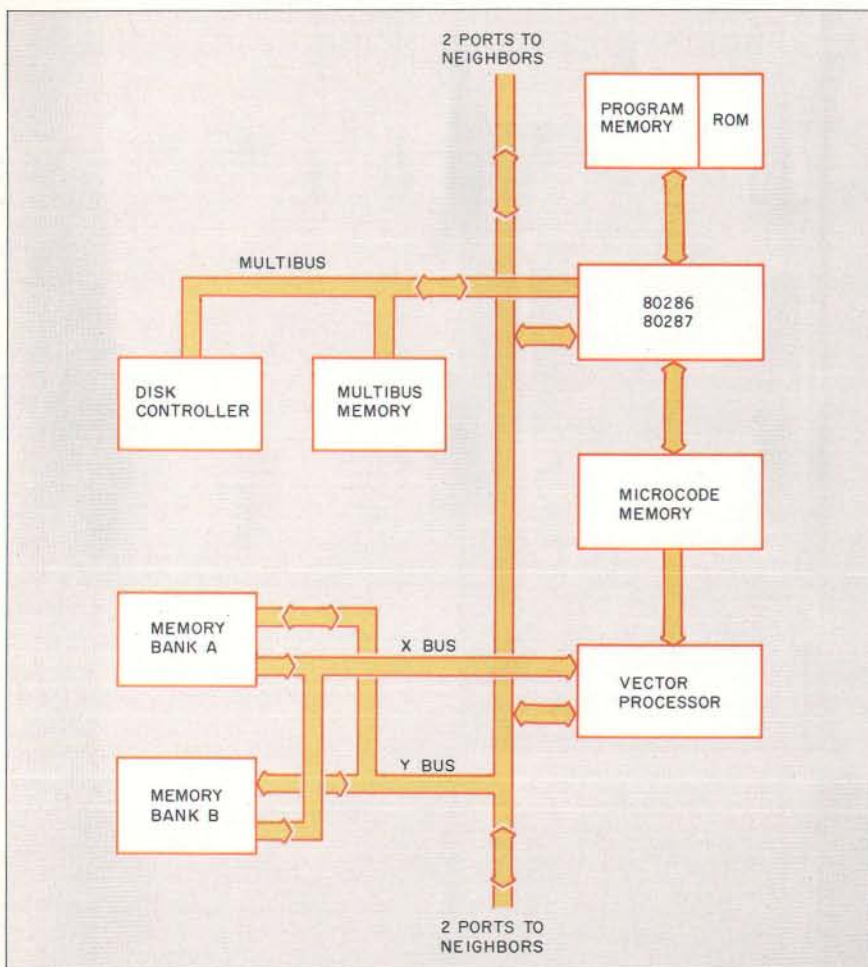 2 PORTS TO
NEIGHBORS
PROGRAM
MEMORY
ROM
MULTIBUS
80286
80287
DISK
CONTROLLER
MULTIBUS
MEMORY
MICROCODE
MEMORY
MEMORY
BANK A
X BUS
VECTOR
PROCESSOR
Y BUS
MEMORY
BANK B
2 PORTS TO
NEIGHBORS